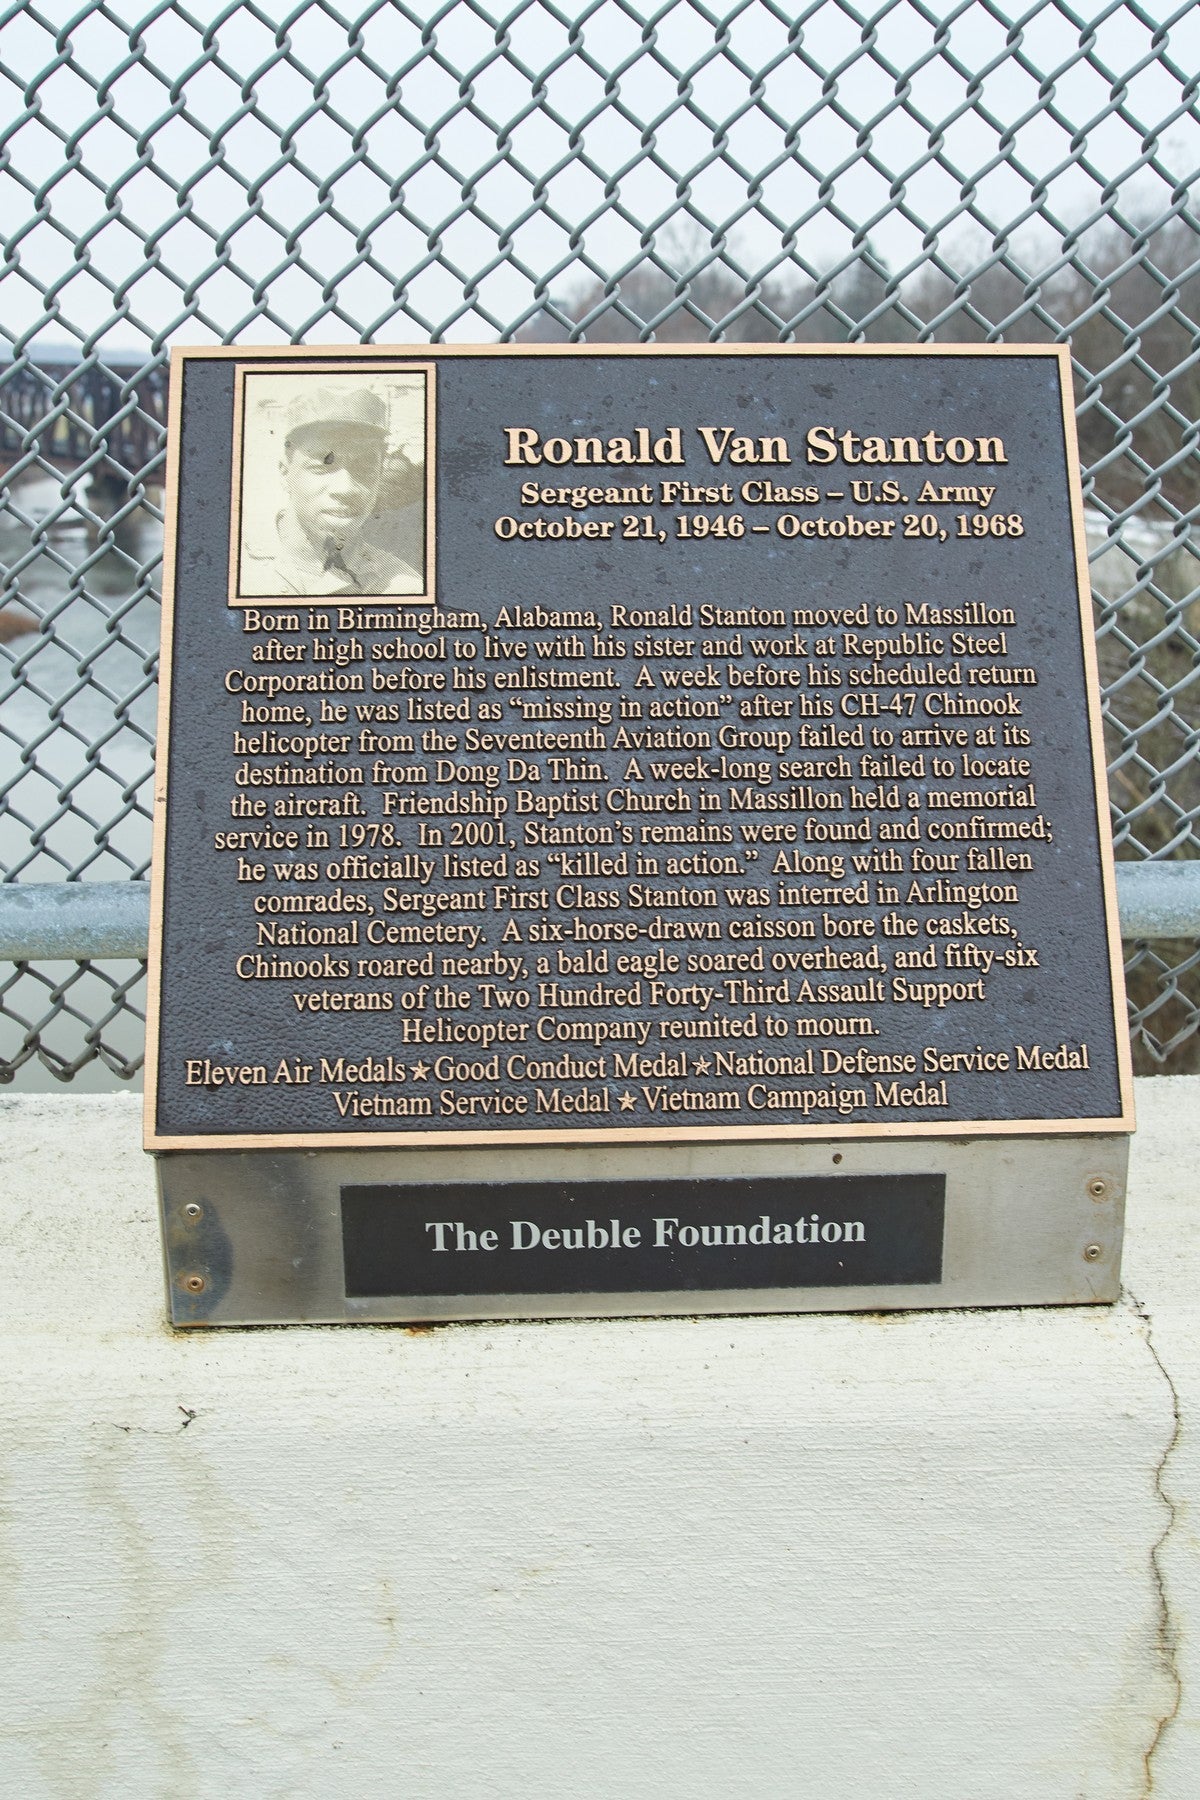 Ronald Van Stanton
Sergeant First Class – U.S. Army
October 21, 1946 – October 20, 1968
Born in Birmingham, Alabama, Ronald Stanton moved to Massillon
after high school to live with his sister and work at Republic Steel
Corporation before his enlistment. A week before his scheduled return
home, he was listed as “missing in action” after his CH-47 Chinook
helicopter from the Seventeenth Aviation Group failed to arrive at its
destination from Dong Da Thin. A week-long search failed to locate
the aircraft. Friendship Baptist Church in Massillon held a memorial
service in 1978. In 2001, Stanton’s remains were found and confirmed;
he was officially listed as “killed in action.” Along with four fallen
comrades, Sergeant First Class Stanton was interred in Arlington
National Cemetery. A six-horse-drawn caisson bore the caskets,
Chinooks roared nearby, a bald eagle soared overhead, and fifty-six
veterans of the Two Hundred Forty-Third Assault Support
Helicopter Company reunited to mourn.
Eleven Air Medals ★ Good Conduct Medal ★ National Defense Service Medal
Vietnam Service Medal ★ Vietnam Campaign Medal
The Deuble Foundation